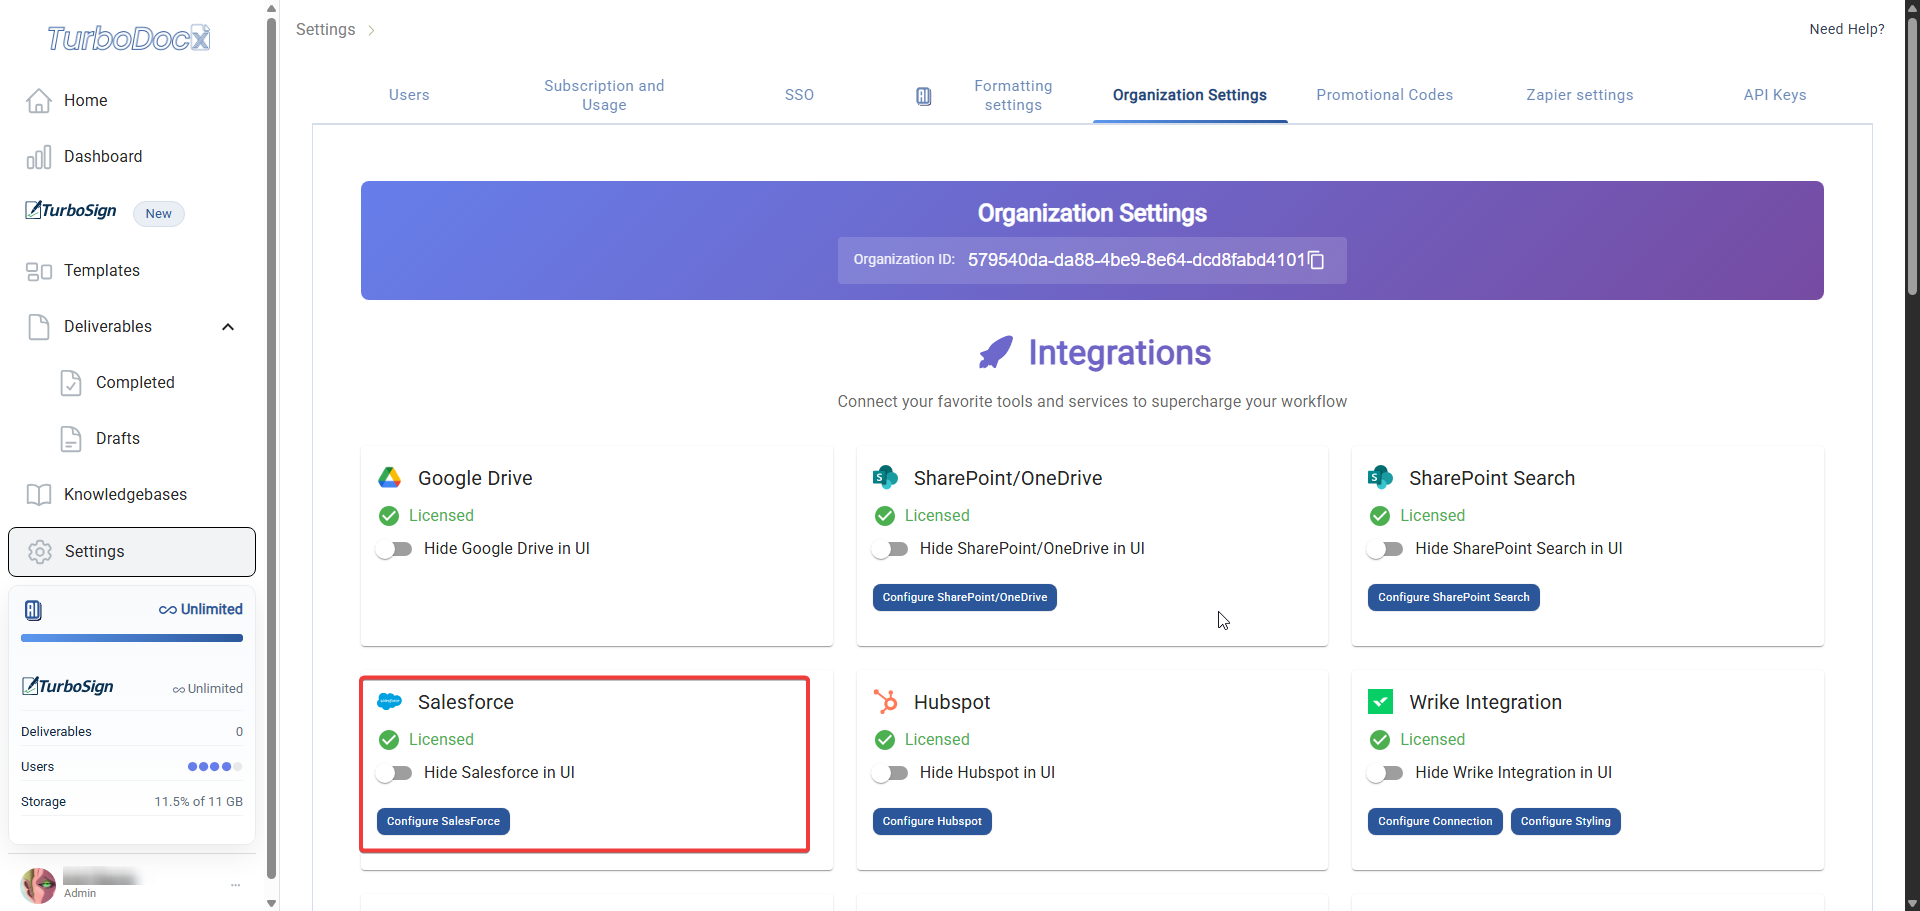 TurboDocx
Home
Dashboard
TurboSign
New
Templates
Deliverables
Completed
Drafts
Knowledgebases
Settings
Unlimited
TurboSign
Unlimited
Deliverables
0
Users
Storage
11.5% of 11 GB
Admin
...
Settings
Need Help?
Users
Subscription and
Usage
SSO
Formatting
settings
Organization Settings
Promotional Codes
Zapier settings
API Keys
Organization Settings
Organization ID: 579540da-da88-4be9-8e64-dcd8fabd4101
Integrations
Connect your favorite tools and services to supercharge your workflow
Google Drive
Licensed
Hide Google Drive in UI
SharePoint/OneDrive
Licensed
Hide SharePoint/OneDrive in UI
Configure SharePoint/OneDrive
SharePoint Search
Licensed
Hide SharePoint Search in UI
Configure SharePoint Search
Salesforce
Licensed
Hide Salesforce in UI
Configure SalesForce
Hubspot
Licensed
Hide Hubspot in UI
Configure Hubspot
Wrike Integration
Licensed
Hide Wrike Integration in UI
Configure Connection
Configure Styling